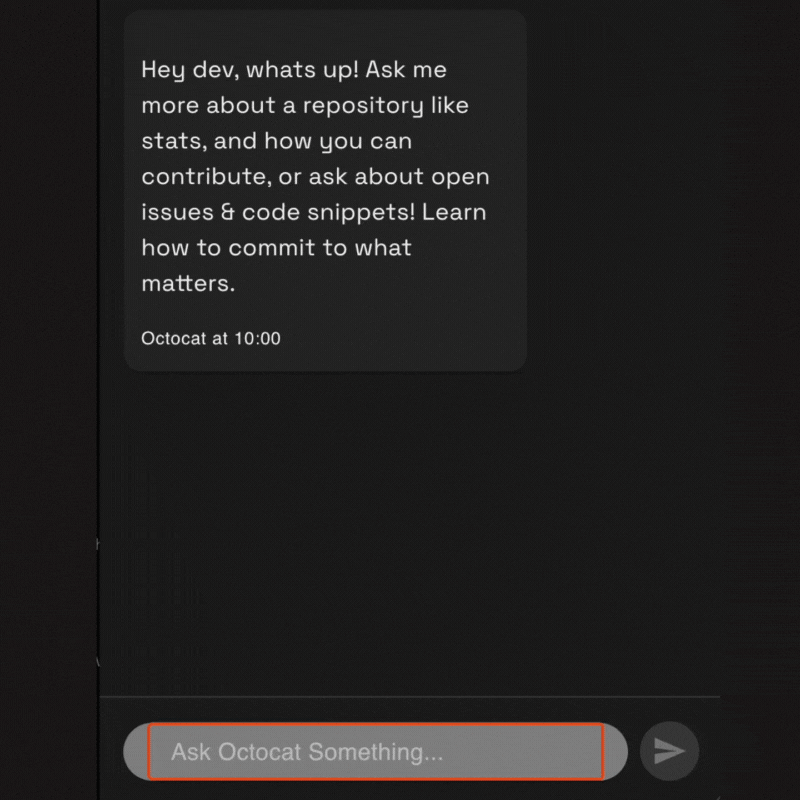 Hey dev, whats up! Ask me
more about a repository like
stats, and how you can
contribute, or ask about open
issues & code snippets! Learn
how to commit to what
matters.
Octocat at 10:00
Ask Octocat Something...